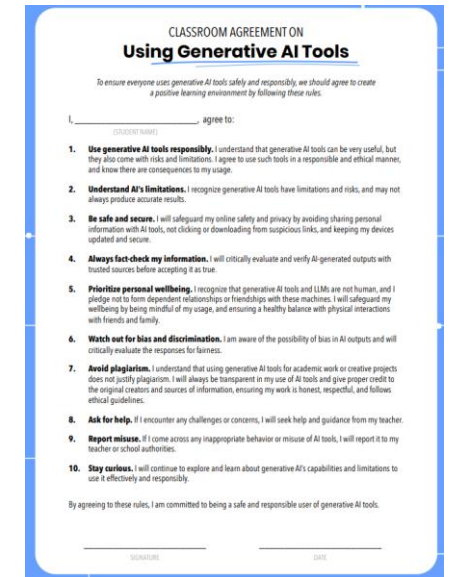 CLASSROOM AGREEMENT ON
Using Generative AI Tools
To ensure everyone uses generative AI tools safely and responsibly, we should agree to create
a positive learning environment by following these rules.
I, ______________________, agree to:
(STUDENT NAME)
1. Use generative AI tools responsibly. I understand that generative AI tools can be very useful, but
they also come with risks and limitations. I agree to use such tools in a responsible and ethical manner,
and know there are consequences to my usage.
2. Understand AI's limitations. I recognize generative AI tools have limitations and risks, and may not
always produce accurate results.
3. Be safe and secure. I will safeguard my online safety and privacy by avoiding sharing personal
information with AI tools, not clicking or downloading from suspicious links, and keeping my devices
updated and secure.
4. Always fact-check my information. I will critically evaluate and verify AI-generated outputs with
trusted sources before accepting it as true.
5. Prioritize personal wellbeing. I recognize that generative AI tools and LLMs are not human, and I
pledge not to form dependent relationships or friendships with these machines. I will safeguard my
wellbeing by being mindful of my usage, and ensuring a healthy balance with physical interactions
with friends and family.
6. Watch out for bias and discrimination. I am aware of the possibility of bias in AI outputs and will
critically evaluate the responses for fairness.
7. Avoid plagiarism. I understand that using generative AI tools for academic work or creative projects
does not justify plagiarism. I will always be transparent in my use of AI tools and give proper credit to
the original creators and sources of information, ensuring my work is honest, respectful, and follows
ethical guidelines.
8. Ask for help. If I encounter any challenges or concerns, I will seek help and guidance from my teacher.
9. Report misuse. If I come across any inappropriate behavior or misuse of AI tools, I will report it to my
teacher or school authorities.
10. Stay curious. I will continue to explore and learn about generative AI's capabilities and limitations to
use it effectively and responsibly.
By agreeing to these rules, I am committed to being a safe and responsible user of generative AI tools.
SIGNATURE DATE